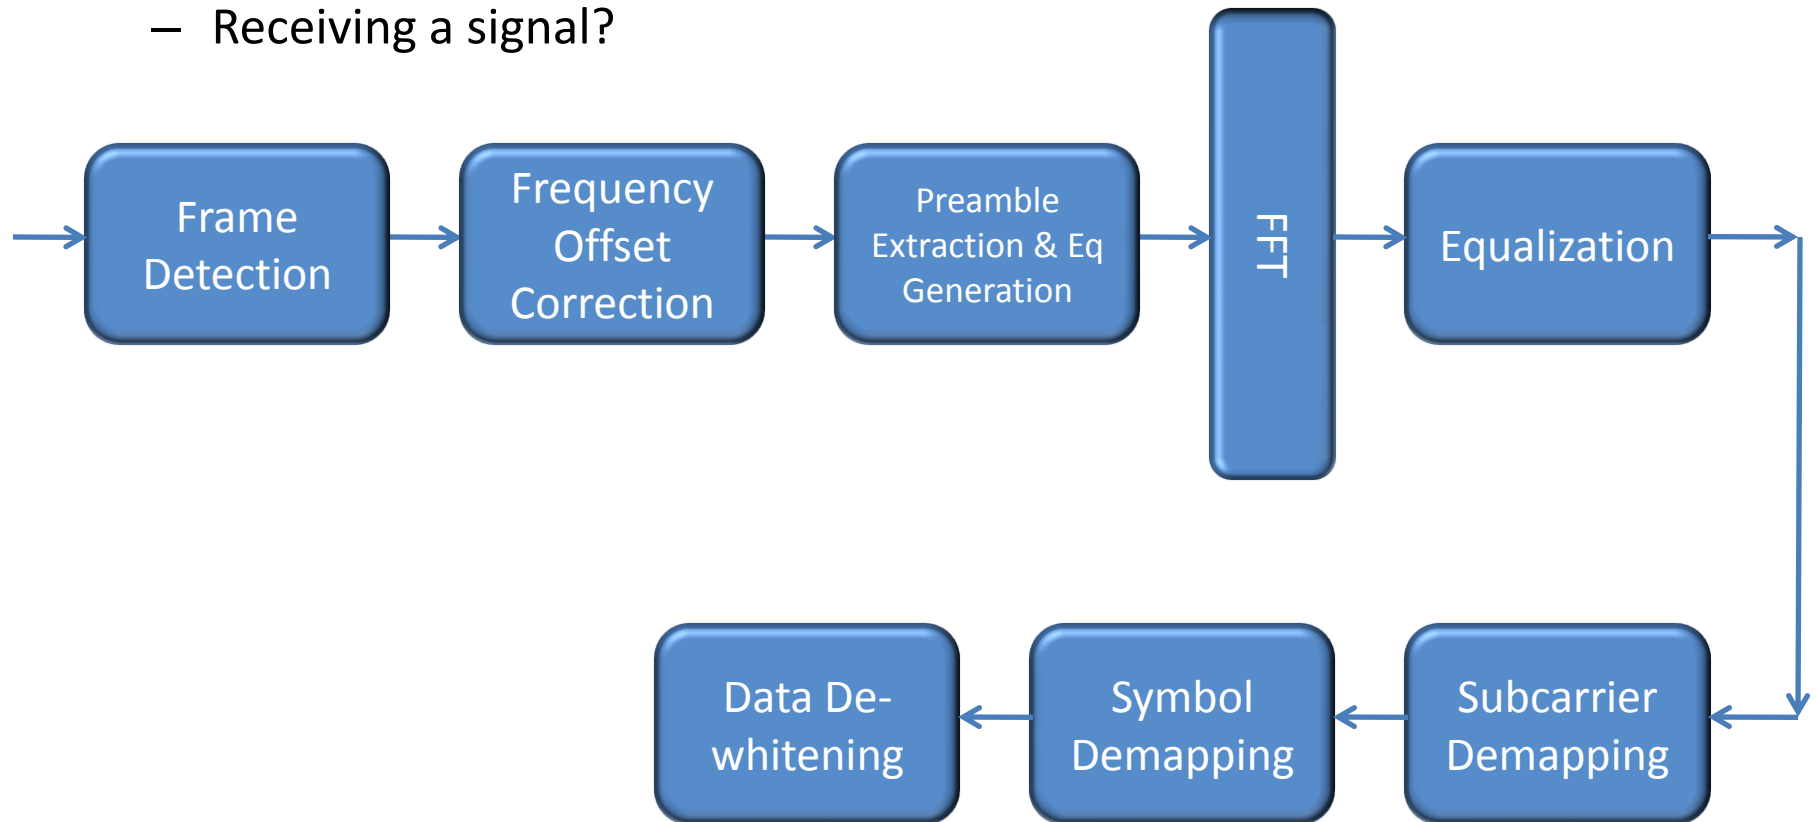 – Receiving a signal?
Frame
Detection
Frequency
Offset
Correction
Preamble
Extraction & Eq
Generation
FFT
Equalization
Subcarrier
Demapping
Symbol
Demapping
Data De-
whitening